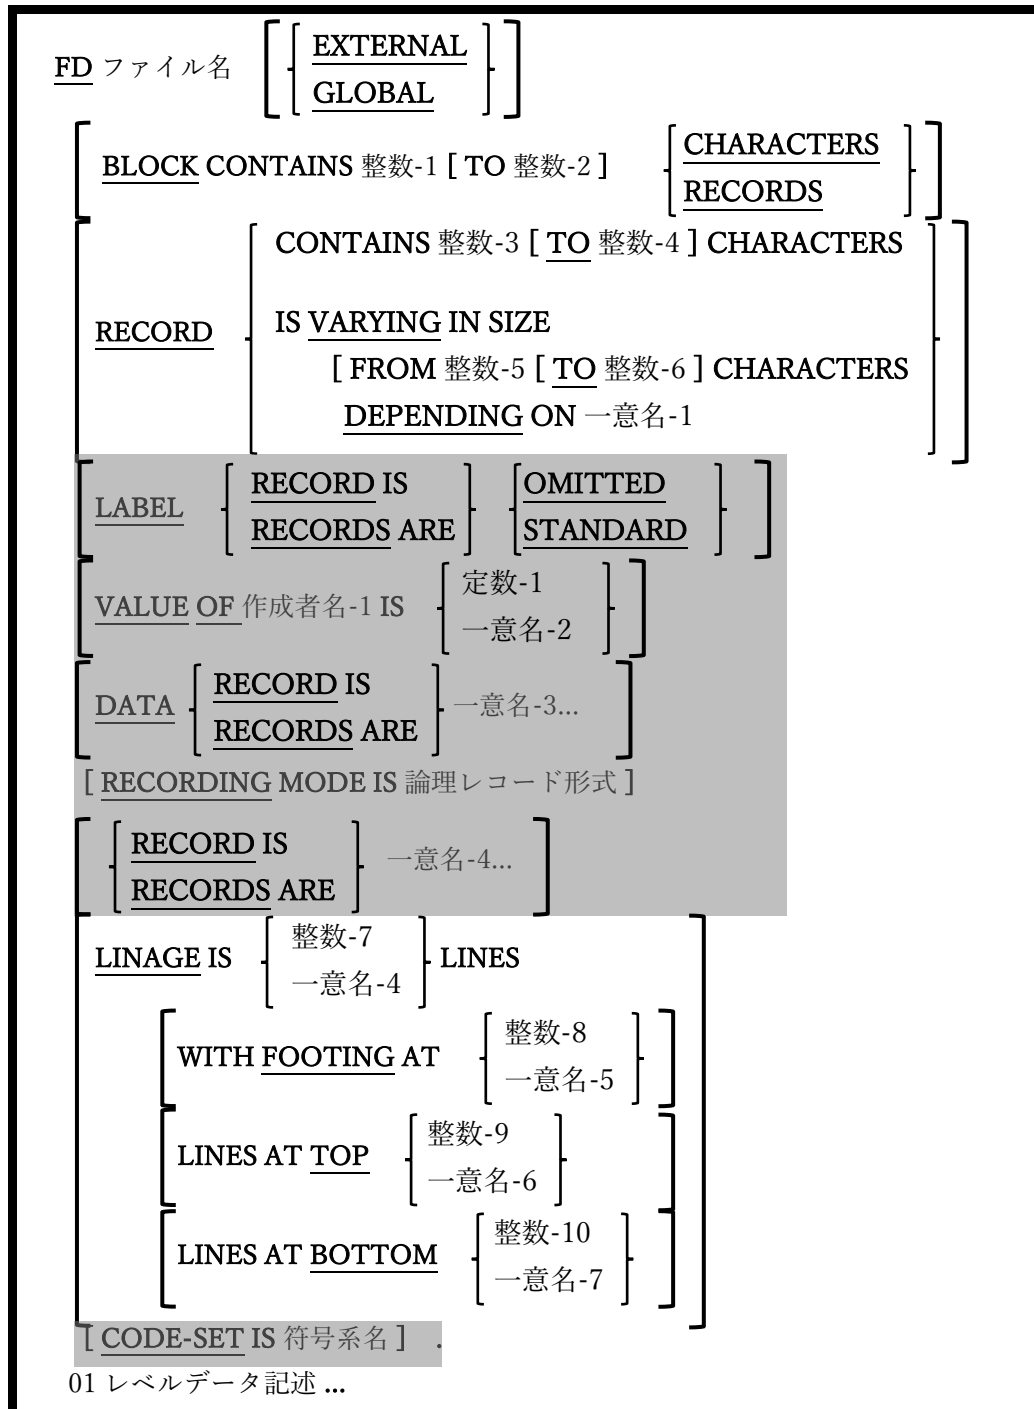 FD ファイル名
EXTERNAL
GLOBAL
BLOCK CONTAINS 整数-1 [ TO 整数-2 ]
CHARACTERS
RECORDS
RECORD
CONTAINS 整数-3 [ TO 整数-4 ] CHARACTERS
IS VARYING IN SIZE
[ FROM 整数-5 [ TO 整数-6 ] CHARACTERS
DEPENDING ON 一意名-1
LABEL
RECORD IS
RECORDS ARE
OMITTED
STANDARD
VALUE OF 作成者名-1 IS
定数-1
一意名-2
DATA
RECORD IS
RECORDS ARE
一意名-3...
[ RECORDING MODE IS 論理レコード形式 ]
RECORD IS
RECORDS ARE
一意名-4...
LINAGE IS
整数-7
一意名-4
LINES
WITH FOOTING AT
整数-8
一意名-5
LINES AT TOP
整数-9
一意名-6
LINES AT BOTTOM
整数-10
一意名-7
[ CODE-SET IS 符号系名 ] .
01 レベルデータ記述 ...